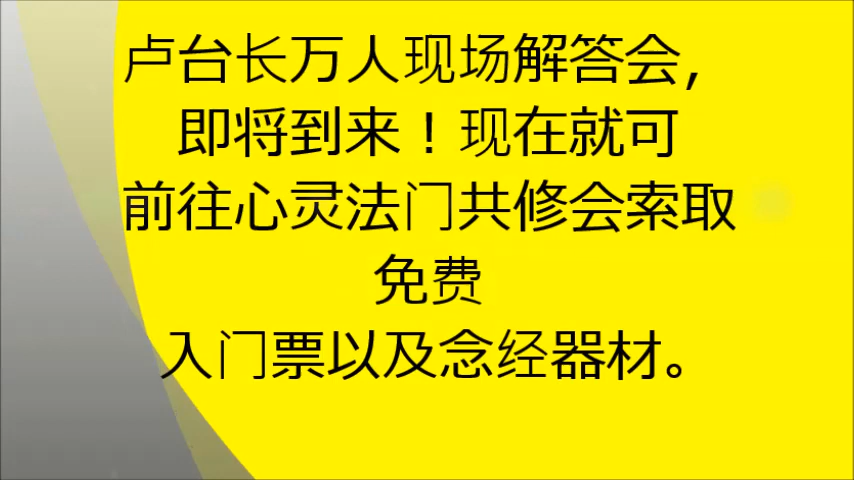 卢台长万人现场解答会，
即将到来！现在就可
前往心灵法门共修会索取
免费
入门票以及念经器材。